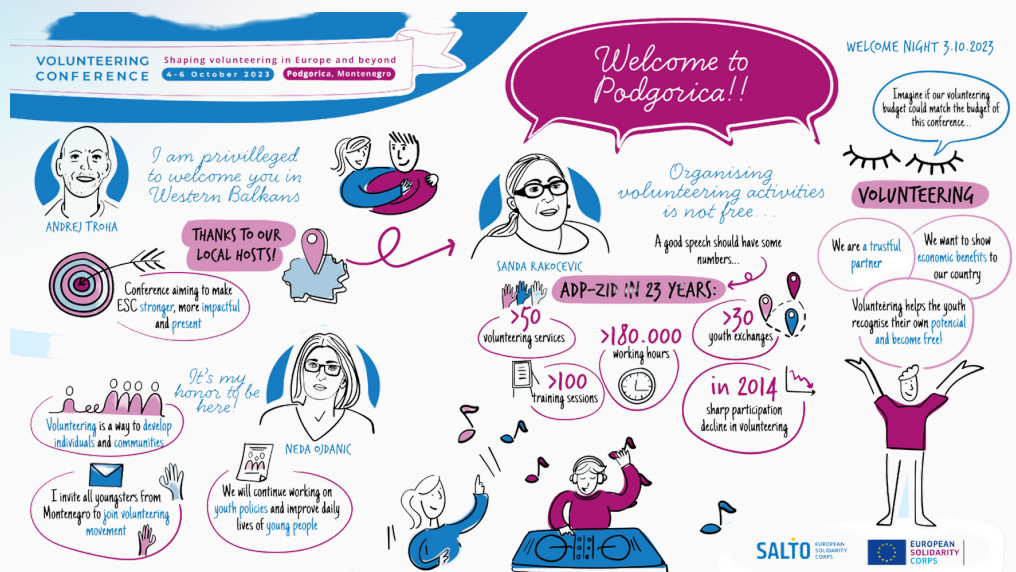 VOLUNTEERING
CONFERENCE
Shaping volunteering in Europe and beyond
4-6 October 2023
Podgorica, Montenegro
Welcome to
Podgorica!!
WELCOME NIGHT 3.10.2023
Imagine if our volunteering
budget could match the budget of
this conference...
ANDREJ TROHA
I am privilleged
to welcome you in
Western Balkans
THANKS TO OUR
LOCAL HOSTS!
Conference aiming to make
ESC stronger, more impactful
and present
It's my
honor to be
here!
NEDA OJDANIC
Volunteering is a way to develop
individuals and communities
I invite all youngsters from
Montenegro to join volunteering
movement
We will continue working on
youth policies and improve daily
lives of young people
SANDA RAKOCEVIC
Organising
volunteering activities
is not free...
A good speech should have some
numbers...
ADP-ZID IN 23 YEARS:
>50
volunteering services
>180.000
working hours
>30
youth exchanges
>100
training sessions
in 2014
sharp participation
decline in volunteering
VOLUNTEERING
We are a trustful
partner
We want to show
economic benefits to
our country
Volunteering helps the youth
recognise their own potencial
and become free!
SALTO
EUROPEAN
SOLIDARITY
CORPS
EUROPEAN
SOLIDARITY
CORPS